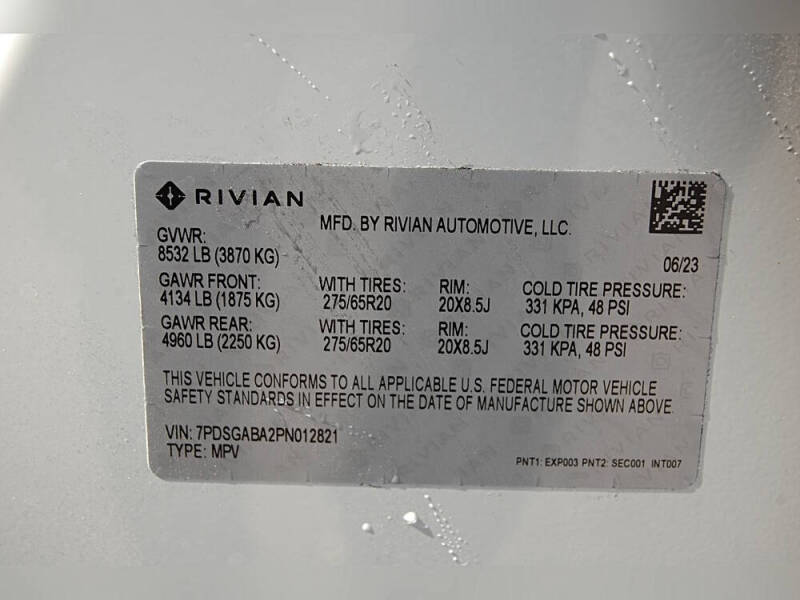 RIVIAN
MFD. BY RIVIAN AUTOMOTIVE, LLC.
GVWR:
8532 LB (3870 KG)
06/23
GAWR FRONT: WITH TIRES: RIM: COLD TIRE PRESSURE:
4134 LB (1875 KG) 275/65R20 20X8.5J 331 KPA, 48 PSI
GAWR REAR: WITH TIRES: RIM: COLD TIRE PRESSURE:
4960 LB (2250 KG) 275/65R20 20X8.5J 331 KPA, 48 PSI
THIS VEHICLE CONFORMS TO ALL APPLICABLE U.S. FEDERAL MOTOR VEHICLE
SAFETY STANDARDS IN EFFECT ON THE DATE OF MANUFACTURE SHOWN ABOVE.
VIN: 7PDSGABA2PN012821
TYPE: MPV
PNT1: EXP003 PNT2: SEC001 INT007